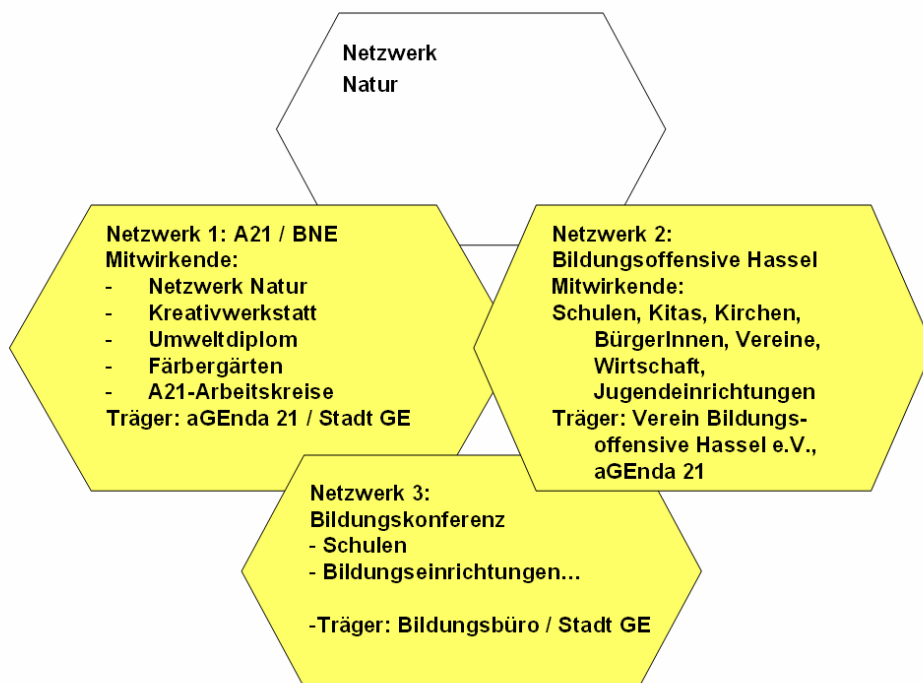 Netzwerk
Natur
Netzwerk 1: A21 / BNE
Mitwirkende:
- Netzwerk Natur
- Kreativwerkstatt
- Umweltdiplom
- Färbergärten
- A21-Arbeitskreise
Träger: aGEnda 21 / Stadt GE
Netzwerk 2:
Bildungsoffensive Hassel
Mitwirkende:
Schulen, Kitas, Kirchen,
BürgerInnen, Vereine,
Wirtschaft,
Jugendeinrichtungen
Träger: Verein Bildungs-
offensive Hassel e.V.,
aGEnda 21
Netzwerk 3:
Bildungskonferenz
- Schulen
- Bildungseinrichtungen...
-Träger: Bildungsbüro / Stadt GE